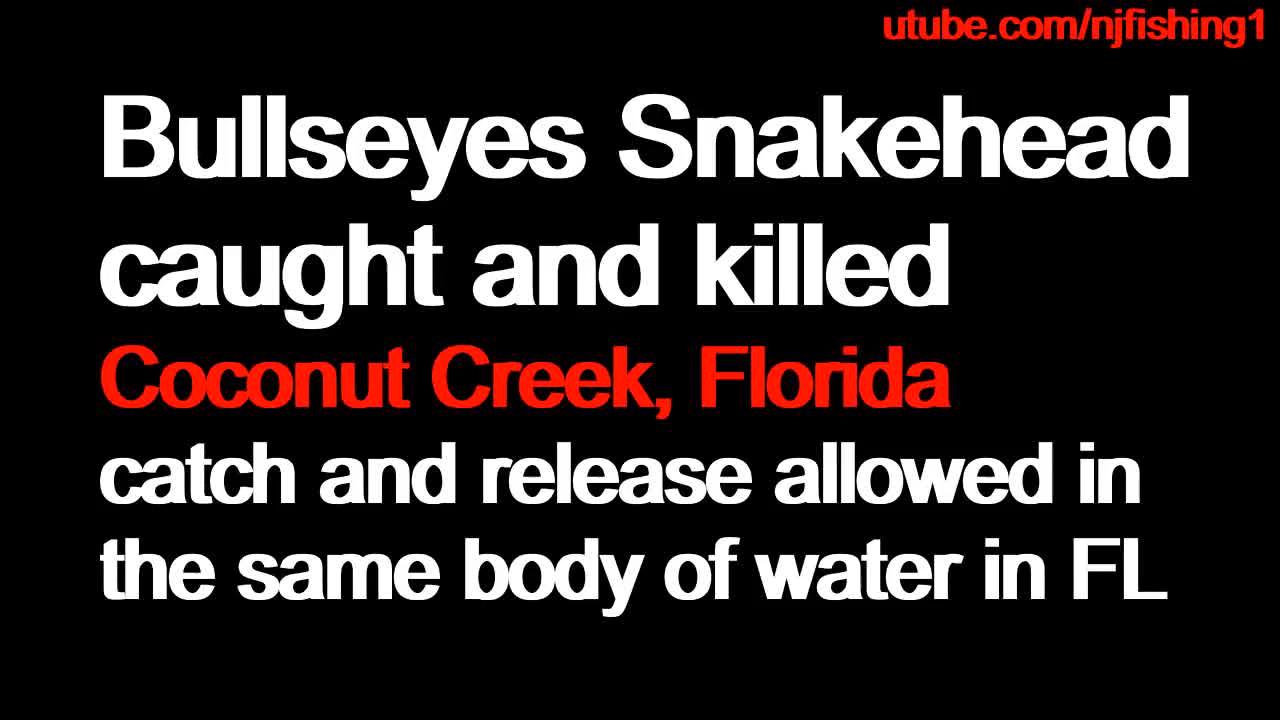 utube.com/njfishing1
Bullseyes Snakehead
caught and killed
Coconut Creek, Florida
catch and release allowed in
the same body of water in FL